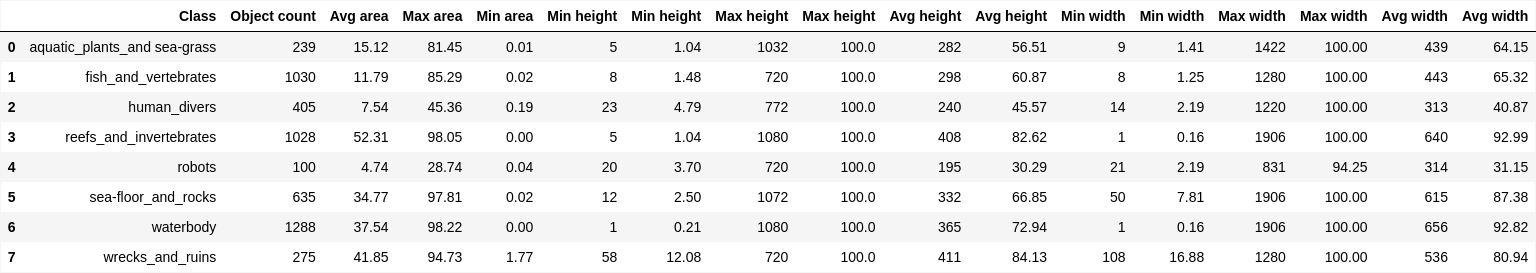 Class Object count Avg area Max area Min area Min height Min height Max height Max height Avg height Avg height Min width Min width Max width Max width Avg width Avg width
0 aquatic_plants_and sea-grass 239 15.12 81.45 0.01 5 1.04 1032 100.0 282 56.51 9 1.41 1422 100.00 439 64.15
1 fish_and_vertebrates 1030 11.79 85.29 0.02 8 1.48 720 100.0 298 60.87 8 1.25 1280 100.00 443 65.32
2 human_divers 405 7.54 45.36 0.19 23 4.79 772 100.0 240 45.57 14 2.19 1220 100.00 313 40.87
3 reefs_and_invertebrates 1028 52.31 98.05 0.00 5 1.04 1080 100.0 408 82.62 1 0.16 1906 100.00 640 92.99
4 robots 100 4.74 28.74 0.04 20 3.70 720 100.0 195 30.29 21 2.19 831 94.25 314 31.15
5 sea-floor_and_rocks 635 34.77 97.81 0.02 12 2.50 1072 100.0 332 66.85 50 7.81 1906 100.00 615 87.38
6 waterbody 1288 37.54 98.22 0.00 1 0.21 1080 100.0 365 72.94 1 0.16 1906 100.00 656 92.82
7 wrecks_and_ruins 275 41.85 94.73 1.77 58 12.08 720 100.0 411 84.13 108 16.88 1280 100.00 536 80.94